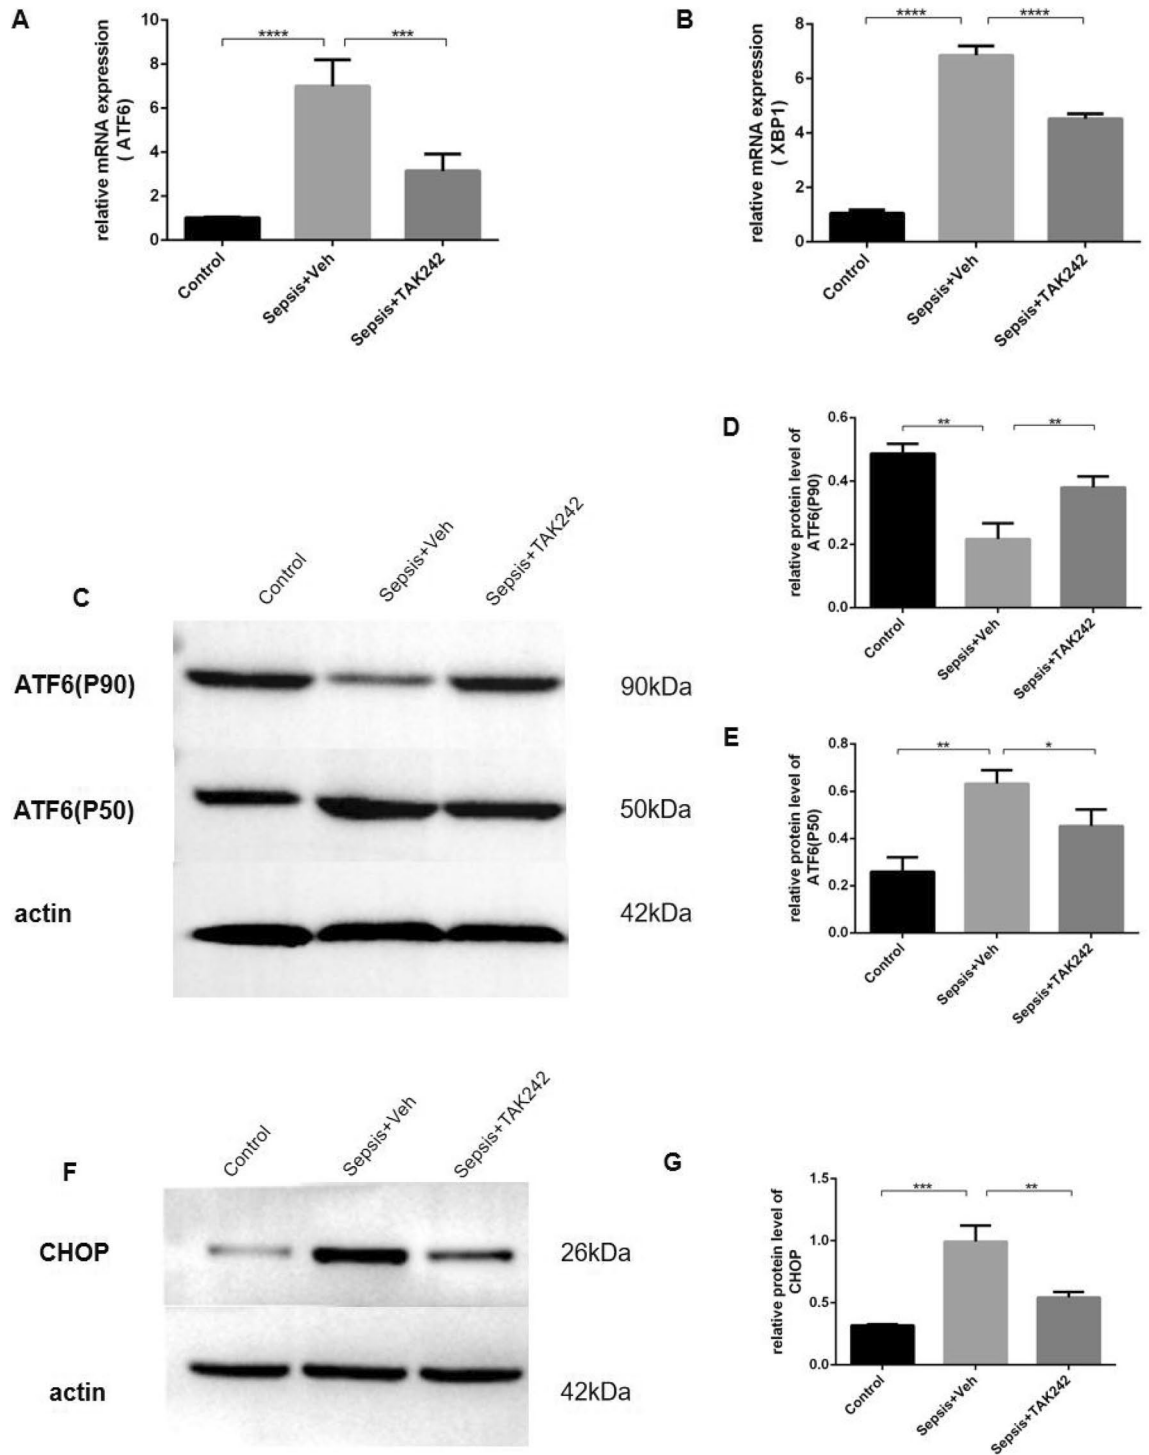 A
relative mRNA expression
( ATF6)
10
8
6
4
2
0
****
***
Control
Sepsis+Veh
Sepsis+TAK242
B
relative mRNA expression
( XBP1)
8
6
4
2
0
****
****
Control
Sepsis+Veh
Sepsis+TAK242
C
Control
Sepsis+Veh
Sepsis+TAK242
ATF6(P90)
90kDa
ATF6(P50)
50kDa
actin
42kDa
D
relative protein level of
ATF6(P90)
0.6
0.4
0.2
0.0
**
**
Control
Sepsis+Veh
Sepsis+TAK242
E
relative protein level of
ATF6(P50)
0.8
0.6
0.4
0.2
0.0
**
*
Control
Sepsis+Veh
Sepsis+TAK242
F
Control
Sepsis+Veh
Sepsis+TAK242
CHOP
26kDa
actin
42kDa
G
relative protein level of
CHOP
1.5
1.0
0.5
0.0
***
**
Control
Sepsis+Veh
Sepsis+TAK242